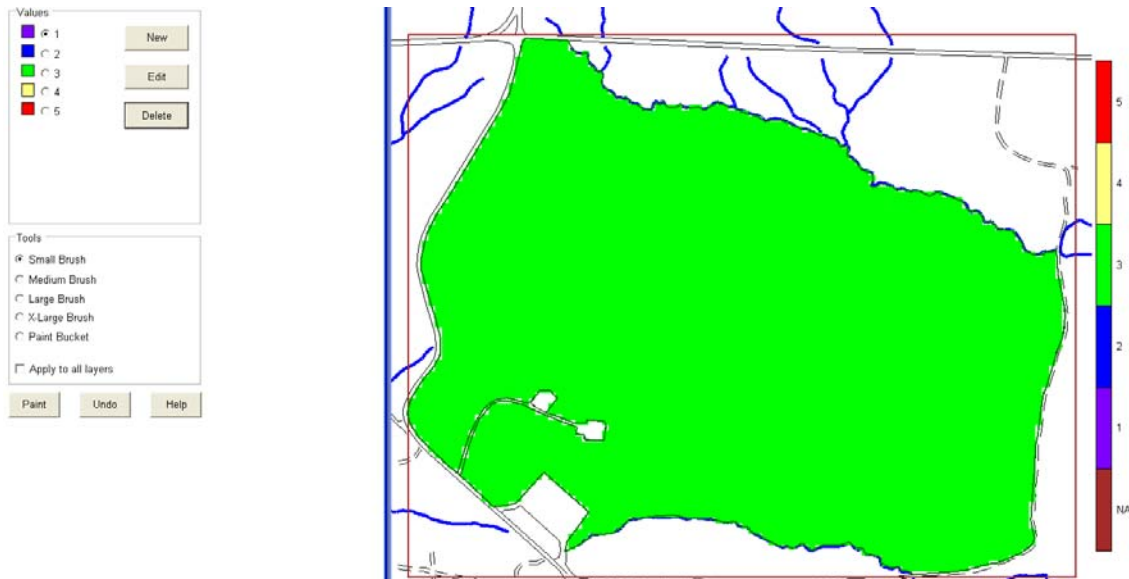 Values
1
New
2
3
Edit
4
5
Delete
Tools
Small Brush
Medium Brush
Large Brush
X-Large Brush
Paint Bucket
Apply to all layers
Paint
Undo
Help
5
4
3
2
1
NA